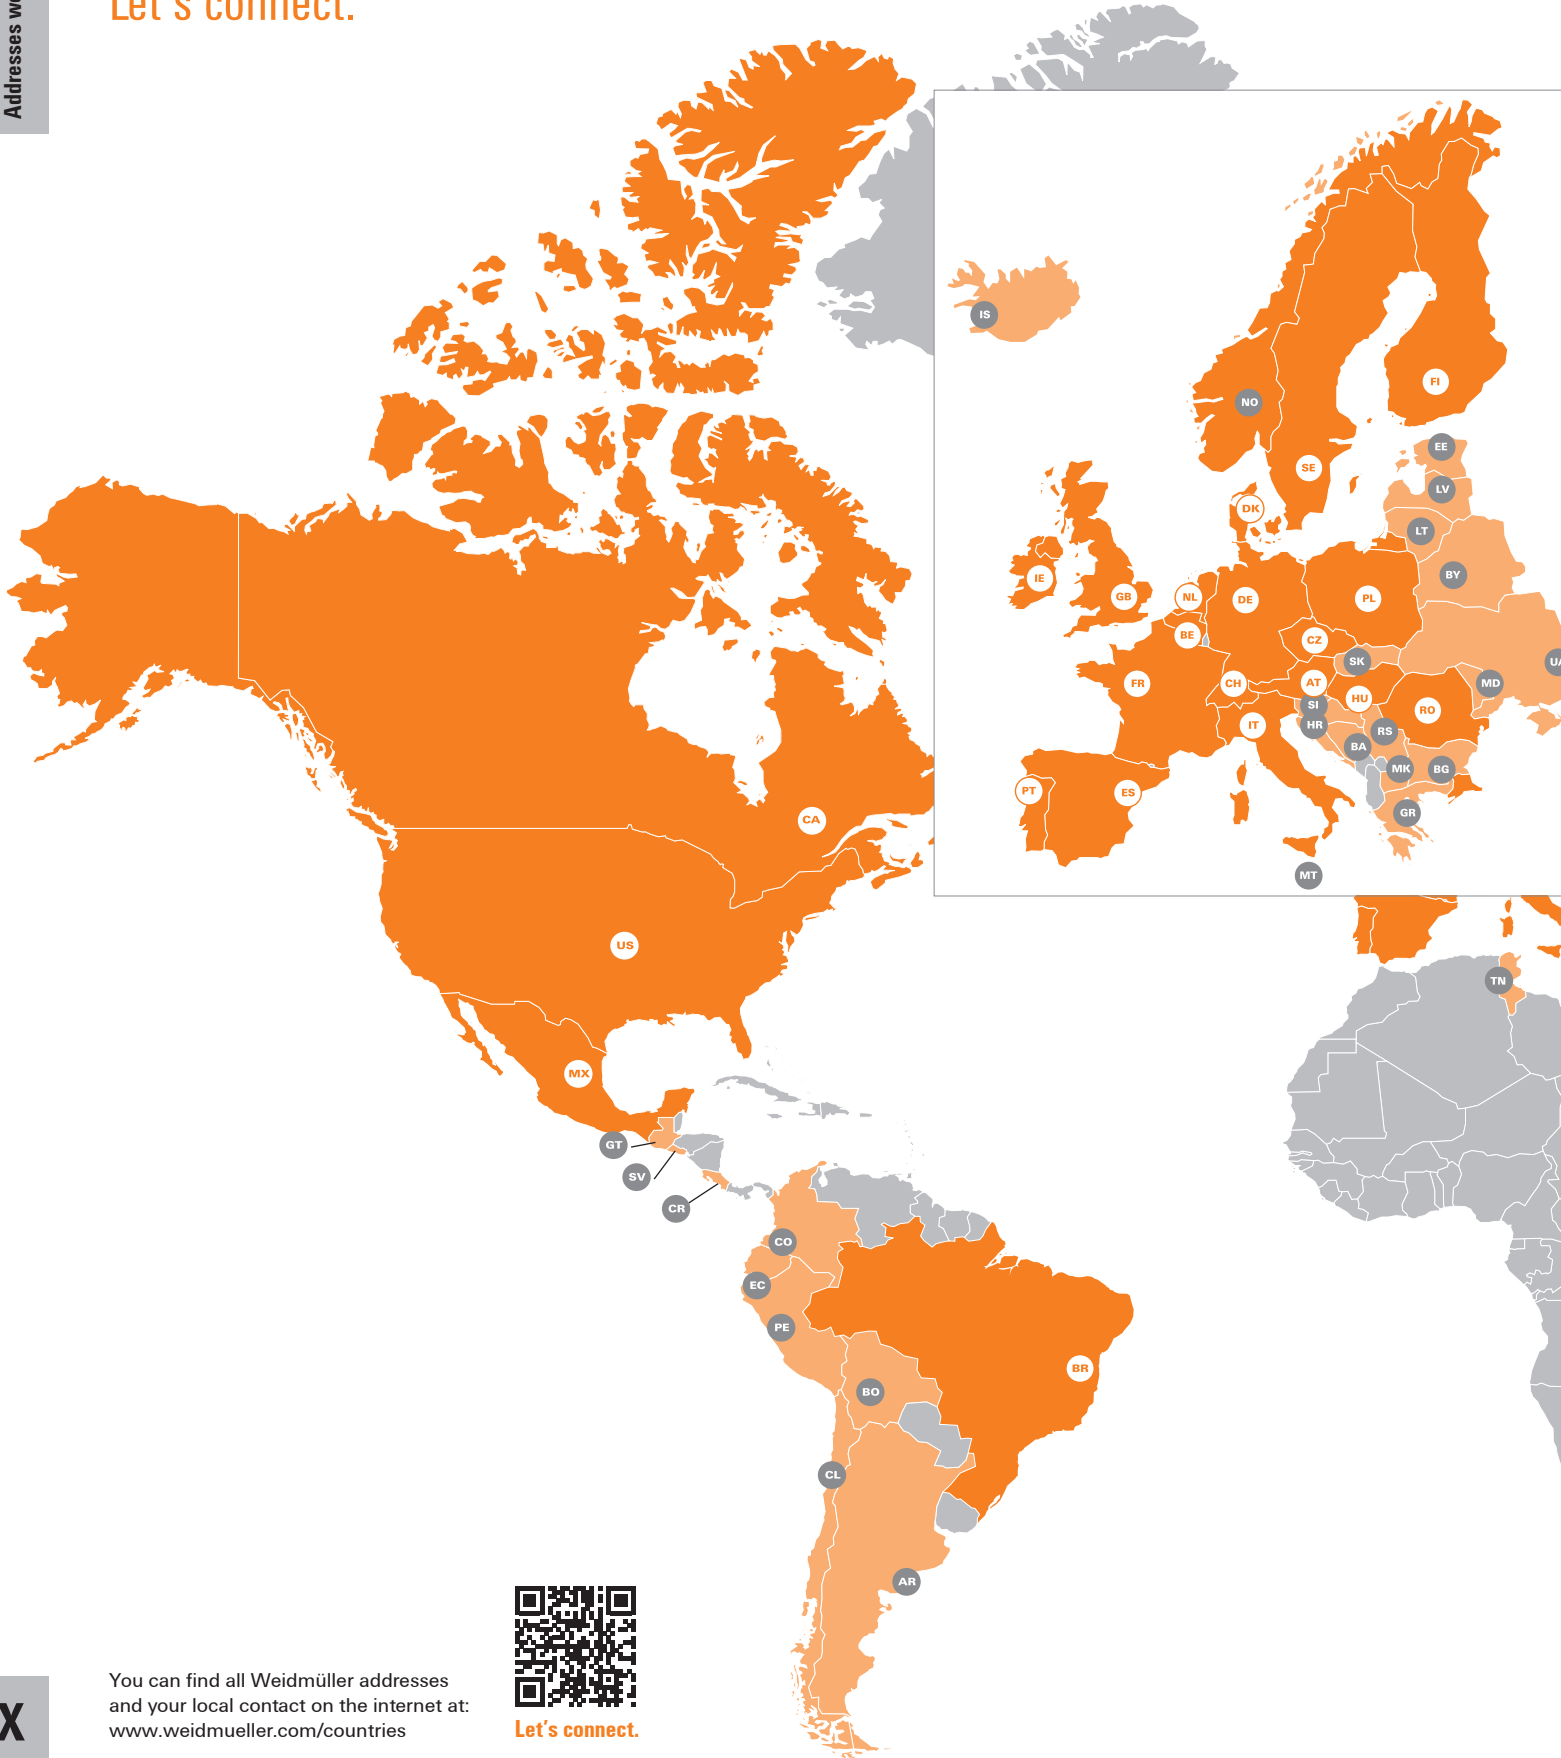 Let's connect.
Addresses
IS
NO
FI
SE
EE
LV
DK
LT
BY
IE
GB
NL
DE
PL
BE
CZ
SK
UA
FR
CH
AT
MD
HU
SI
RO
HR
IT
RS
BA
MK
BG
PT
ES
GR
MT
CA
US
TN
MX
GT
SV
CR
CO
EC
PE
BR
BO
CL
AR
You can find all Weidmüller addresses
and your local contact on the internet at:
www.weidmueller.com/countries
Let's connect.
X